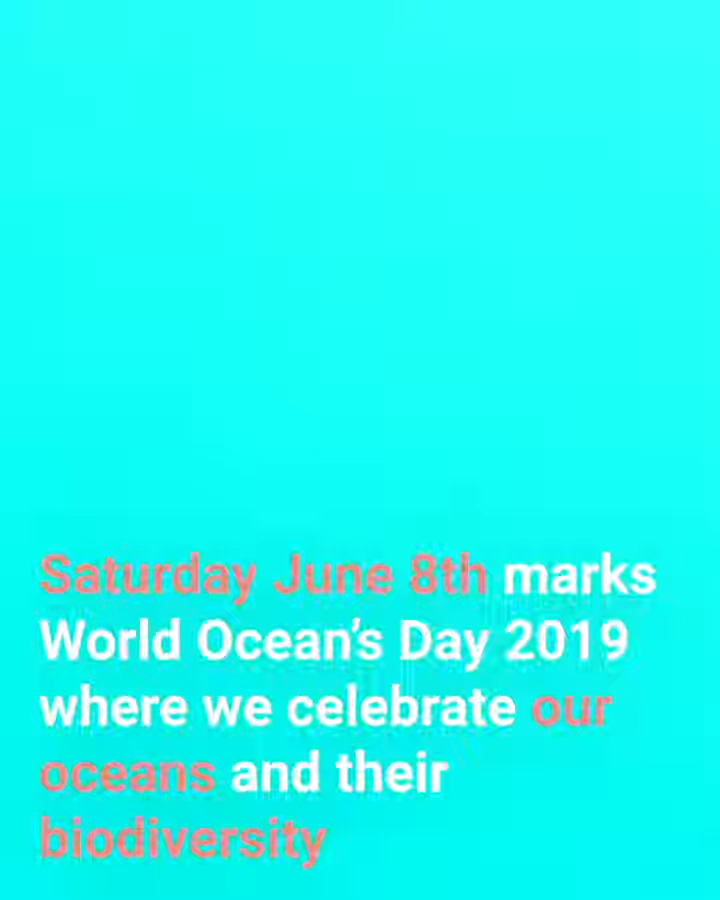 Saturday June 8th marks
World Ocean’s Day 2019
where we celebrate our
oceans and their
biodiversity